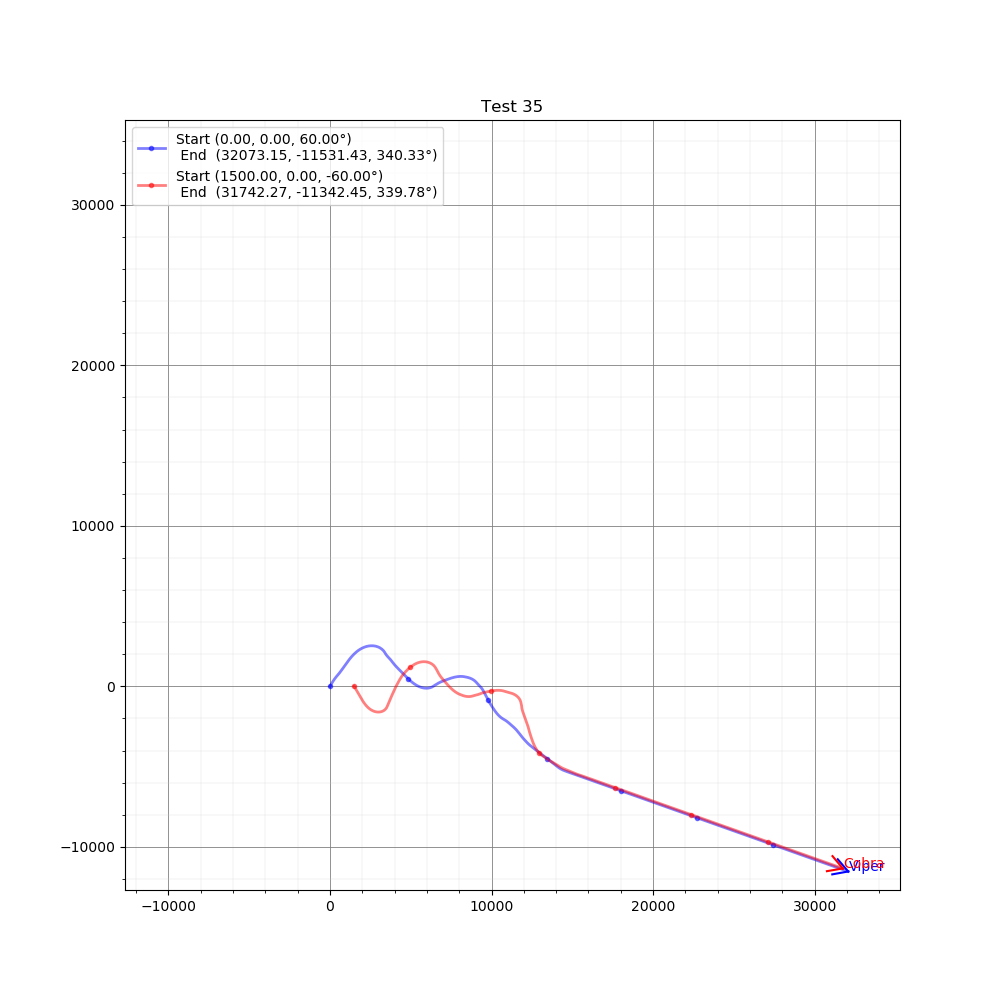 Test 35
Start (0.00, 0.00, 60.00°)
End  (32073.15, -11531.43, 340.33°)
Start (1500.00, 0.00, -60.00°)
End  (31742.27, -11342.45, 339.78°)
30000
20000
10000
0
−10000
Cobra
Viper
−10000
0
10000
20000
30000